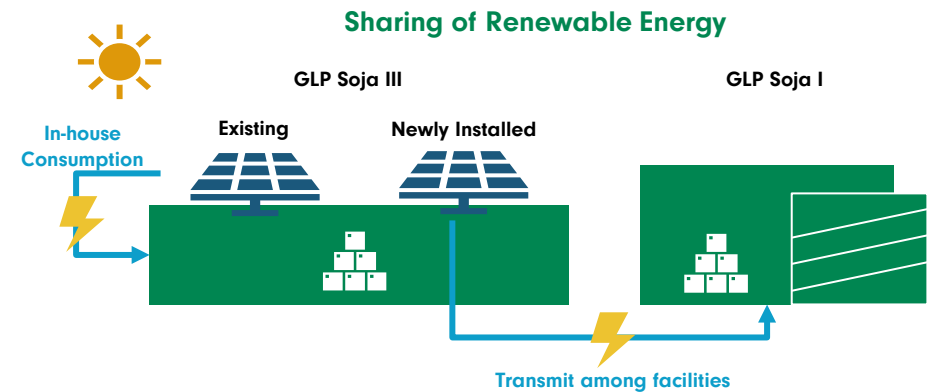 Sharing of Renewable Energy
GLP Soja III
GLP Soja I
Existing
Newly Installed
In-house
Consumption
Transmit among facilities